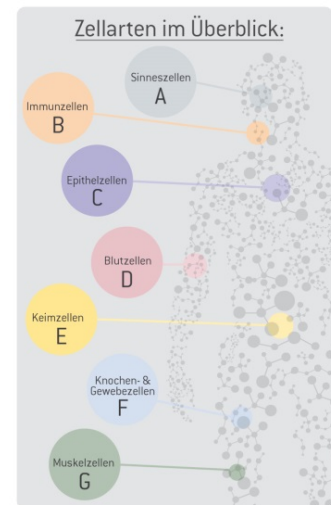 Zellarten im Überblick:
Sinneszellen
A
Immunzellen
B
Epithelzellen
C
Blutzellen
D
Keimzellen
E
Knochen- &
Gewebezellen
F
Muskelzellen
G